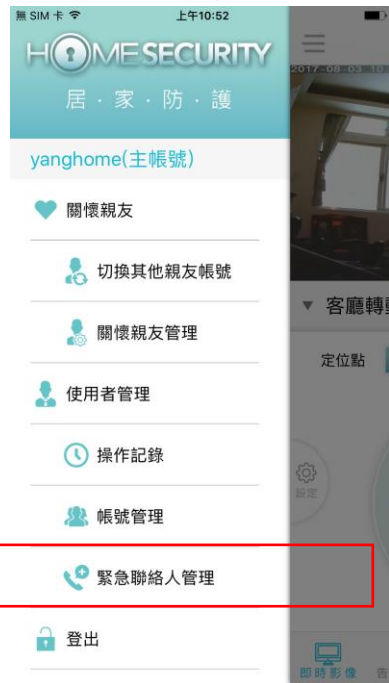 無 SIM 卡
上午10:52
HOME SECURITY
居·家·防·護
yanghome(主帳號)
關懷親友
切換其他親友帳號
關懷親友管理
使用者管理
操作記錄
帳號管理
緊急聯絡人管理
登出
2017-08-03 10
客廳轉
定位點
設定
即時影像
告